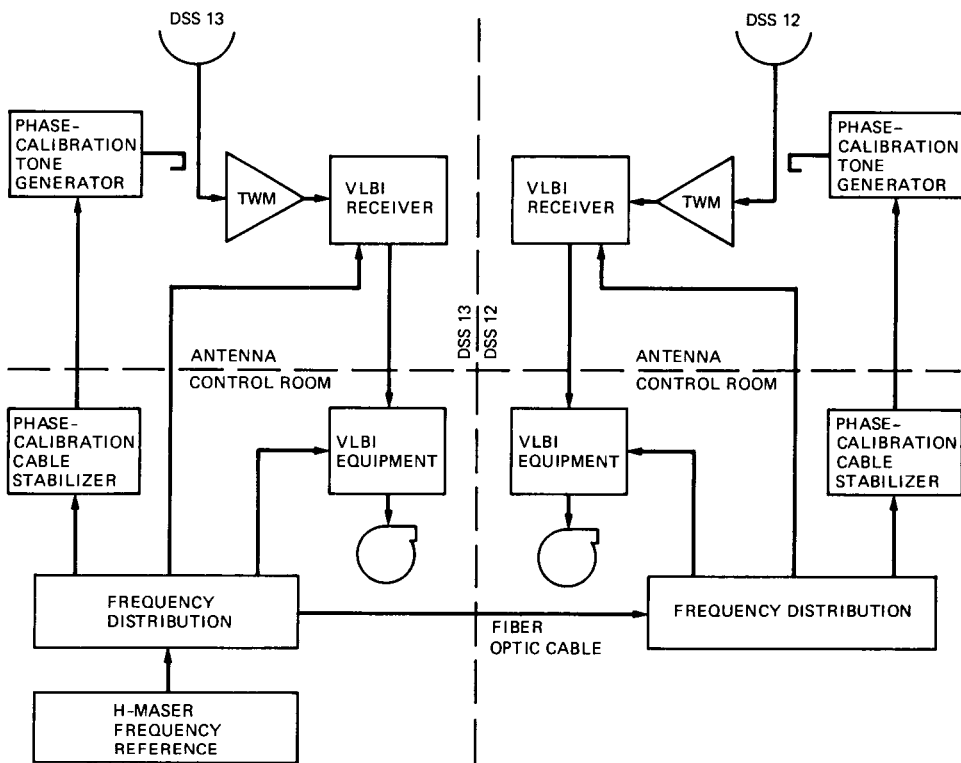 DSS 13
DSS 12
PHASE-
CALIBRATION
TONE
GENERATOR
TWM
VLBI
RECEIVER
VLBI
RECEIVER
TWM
PHASE-
CALIBRATION
TONE
GENERATOR
DSS 13
DSS 12
ANTENNA
CONTROL ROOM
ANTENNA
CONTROL ROOM
PHASE-
CALIBRATION
CABLE
STABILIZER
VLBI
EQUIPMENT
VLBI
EQUIPMENT
PHASE-
CALIBRATION
CABLE
STABILIZER
FREQUENCY
DISTRIBUTION
FIBER
OPTIC CABLE
FREQUENCY DISTRIBUTION
H-MASER
FREQUENCY
REFERENCE